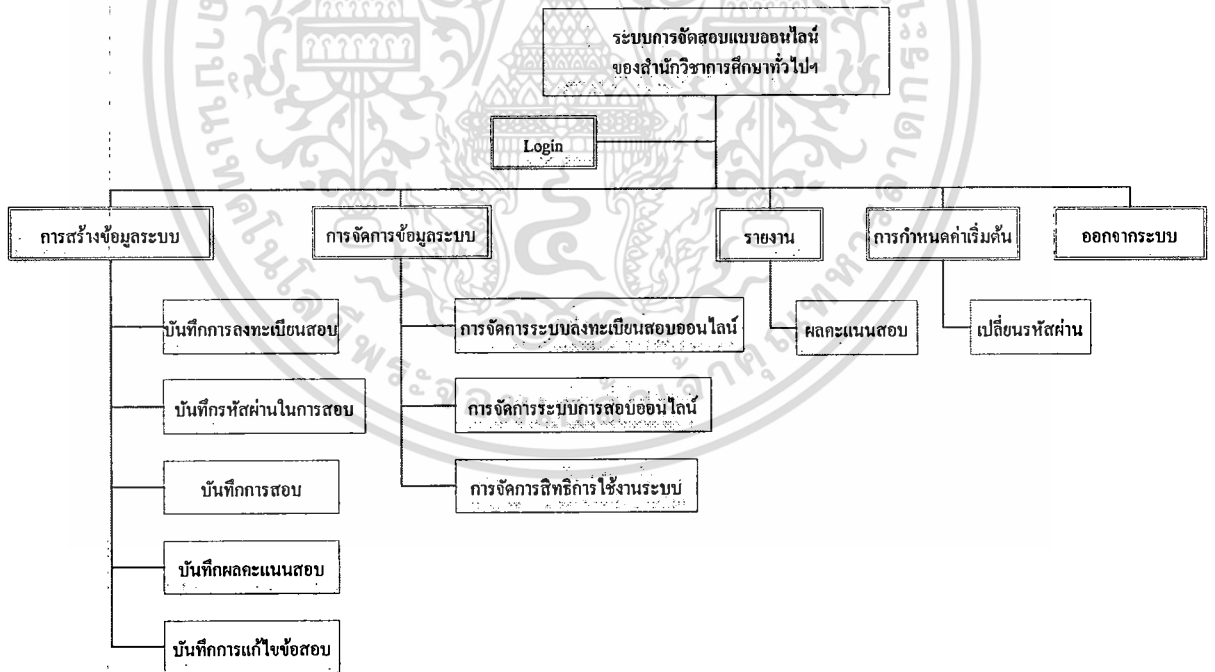 ระบบการจัดสอบแบบออนไลน์
ของสำนักวิชาการศึกษาทั่วไปฯ
Login
การสร้างข้อมูลระบบ
การจัดการข้อมูลระบบ
รายงาน
การกำหนดค่าเริ่มต้น
ออกจากระบบ
บันทึกการลงทะเบียนสอบ
การจัดการระบบลงทะเบียนสอบออนไลน์
ผลคะแนนสอบ
เปลี่ยนรหัสผ่าน
บันทึกรหัสผ่านในการสอบ
การจัดการระบบการสอบออนไลน์
บันทึกการสอบ
การจัดการสิทธิการใช้งานระบบ
บันทึกผลคะแนนสอบ
บันทึกการแก้ไขข้อสอบ